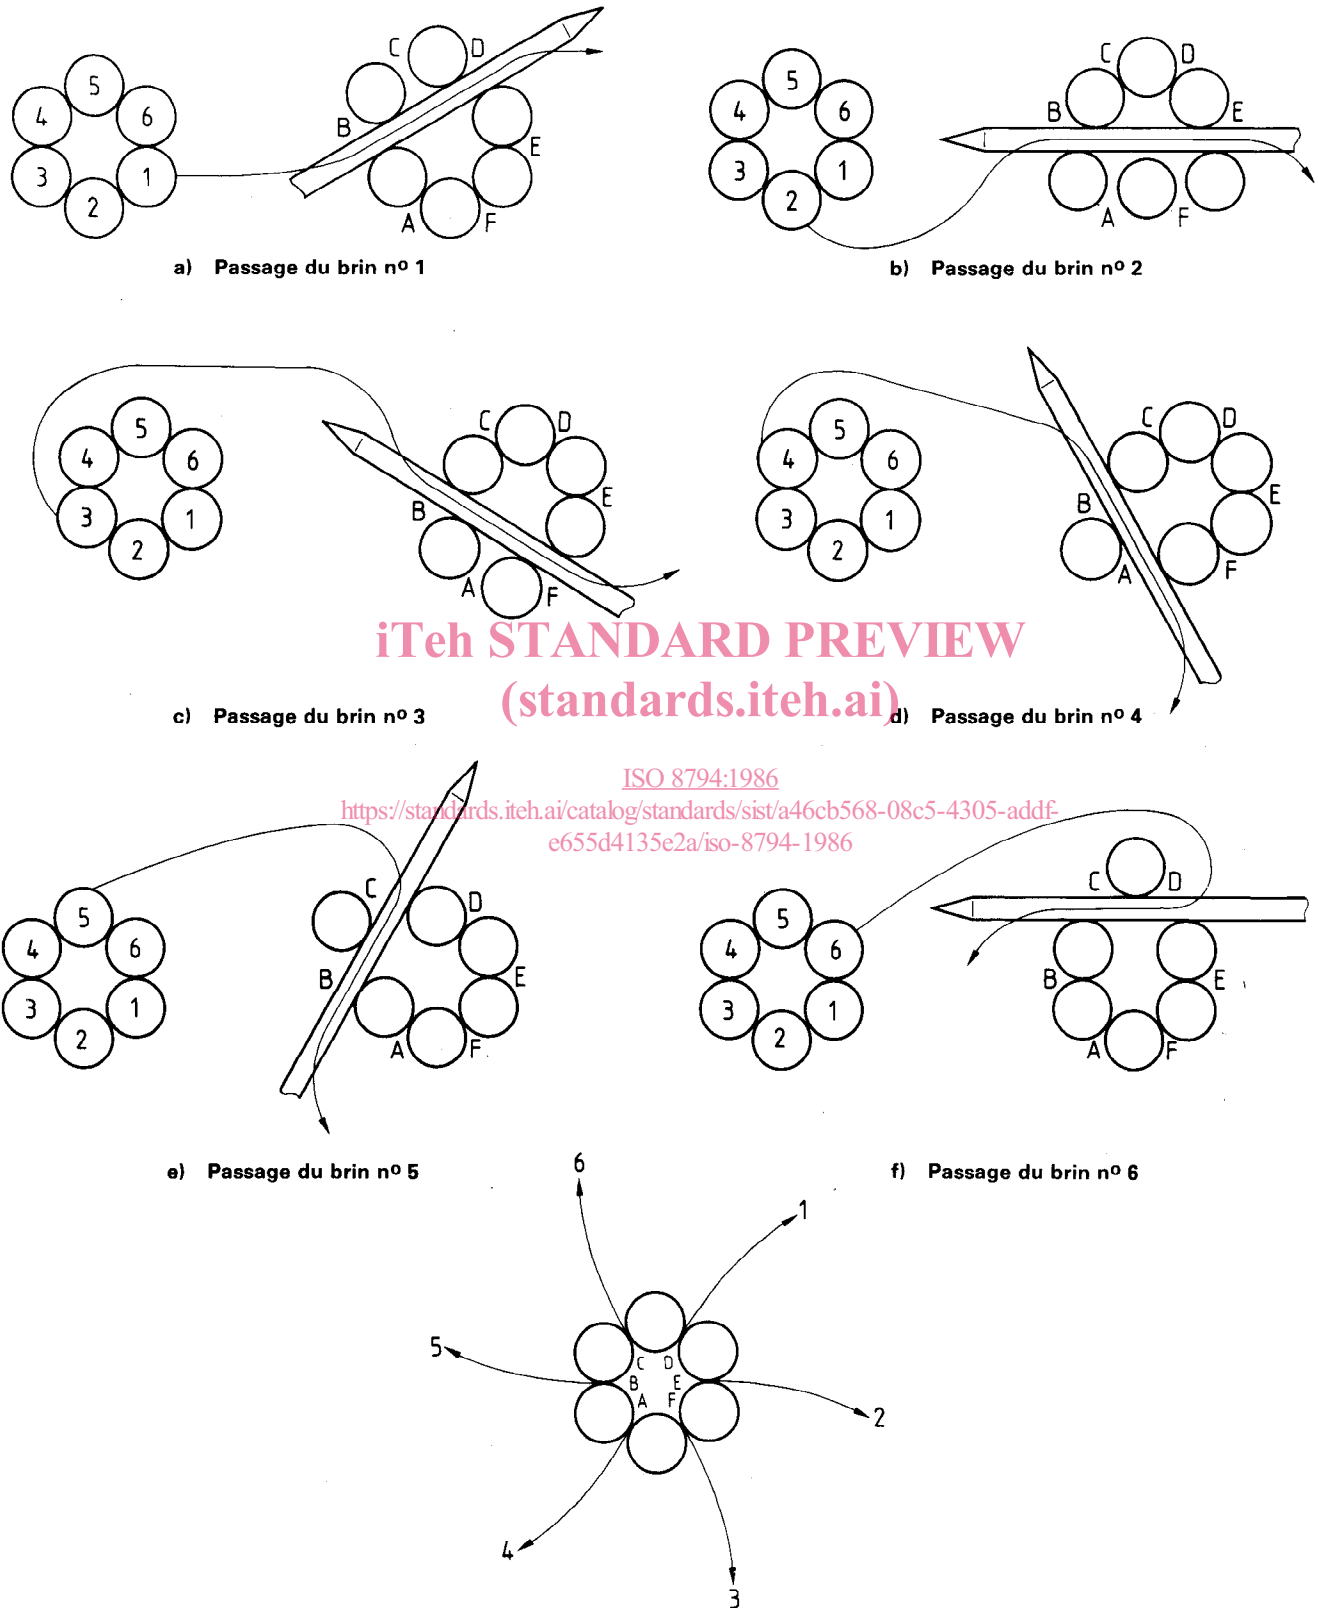 C D
5
4 6
B
3 1 E
2
A F
a) Passage du brin nº 1
C D
5
4 6 B E
3 1
2
A F
b) Passage du brin nº 2
C D
5
4 6
B E
3 1
2
A F
c) Passage du brin nº 3
C D
5
4 6
B E
3 1
2
A F
d) Passage du brin nº 4
iTeh STANDARD PREVIEW
(standards.iteh.ai)
ISO 8794:1986
https://standards.iteh.ai/catalog/standards/sist/a46cb568-08c5-4305-addf-
e655d4135e2a/iso-8794-1986
C D
5
4 6
B E
3 1
2
A F
e) Passage du brin nº 5
C D
5
4 6
B E
3 1
2
A F
f) Passage du brin nº 6
6
1
5
C D
B E
A F
2
4
3